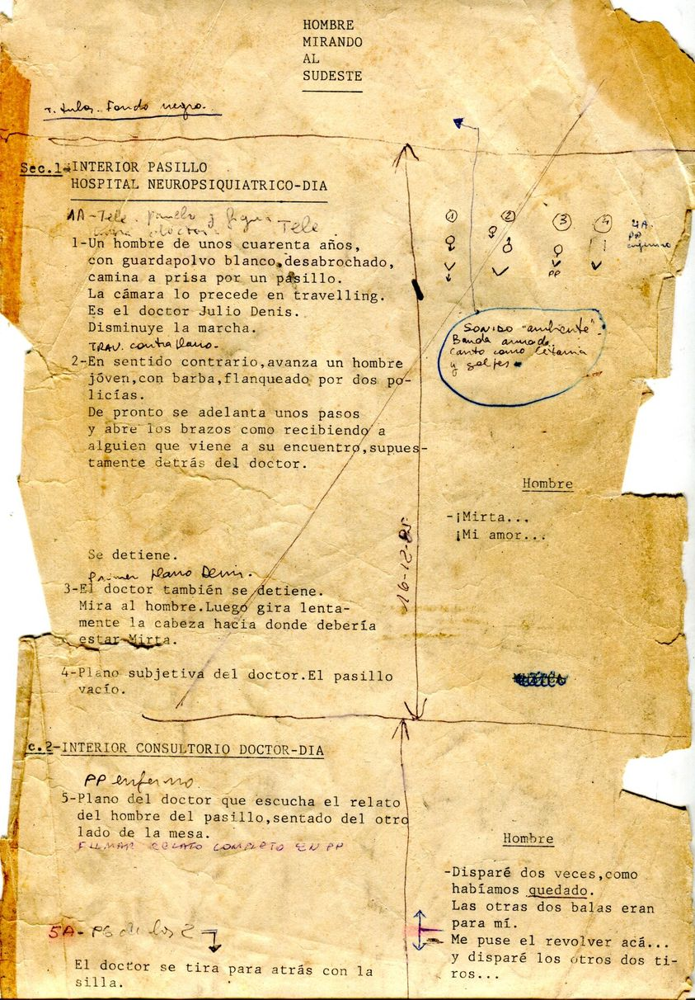 HOMBRE
MIRANDO
AL
SUDESTE
Fondo negro.
Sec.1-INTERIOR PASILLO
HOSPITAL NEUROPSIQUIATRICO-DIA
1A-Tele. y figura
doctor. Tele.
1-Un hombre de unos cuarenta años,
con guardapolvo blanco,desabrochado,
camina a prisa por un pasillo.
La cámara lo precede en travelling.
Es el doctor Julio Denis.
Disminuye la marcha.
TRAV. contraplano.
2-En sentido contrario,avanza un hombre
jóven,con barba,flanqueado por dos po-
licías.
De pronto se adelanta unos pasos
y abre los brazos como recibiendo a
alguien que viene a su encuentro,supues-
tamente detrás del doctor.
1 2 3 4
4A.
PP
enfermo
PP
SONIDO "ambiente".
Banda armada.
Canto como letanía
y golpes
Hombre
-¡Mirta...
¡Mi amor...
Se detiene.
primer plano Denis.
3-El doctor también se detiene.
Mira al hombre.Luego gira lenta-
mente la cabeza hacia donde debería
estar Mirta.
16-12-85
4-Plano subjetiva del doctor.El pasillo
vacío.
c.2-INTERIOR CONSULTORIO DOCTOR-DIA
PP enfermo.
5-Plano del doctor que escucha el relato
del hombre del pasillo,sentado del otro
lado de la mesa.
FILMAR RELATO COMPLETO EN PP
Hombre
-Disparé dos veces,como
habíamos quedado.
Las otras dos balas eran
para mí.
Me puse el revolver acá...
y disparé los otros dos ti-
ros...
5A- PG de los 2
El doctor se tira para atrás con la
silla.